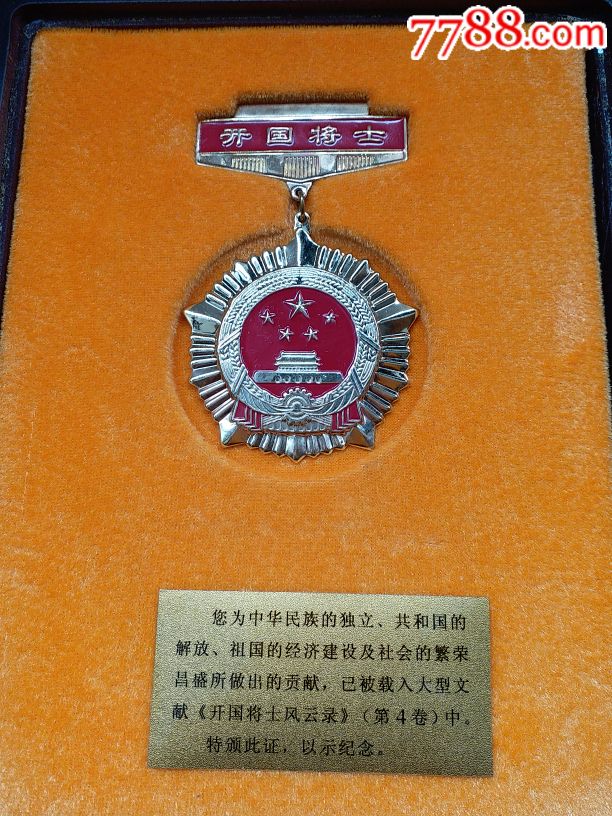 7788.com
开国将士
您为中华民族的独立、共和国的
解放、祖国的经济建设及社会的繁荣
昌盛所做出的贡献，已被载入大型文
献《开国将士风云录》（第4卷）中。
特颁此证，以示纪念。